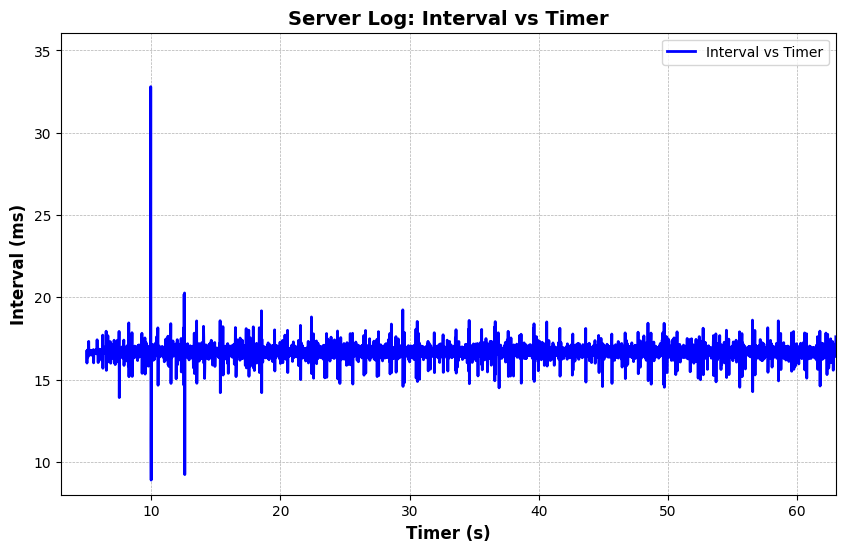 Server Log: Interval vs Timer
Interval vs Timer
35
30
25
20
15
10
Interval (ms)
10 20 30 40 50 60
Timer (s)